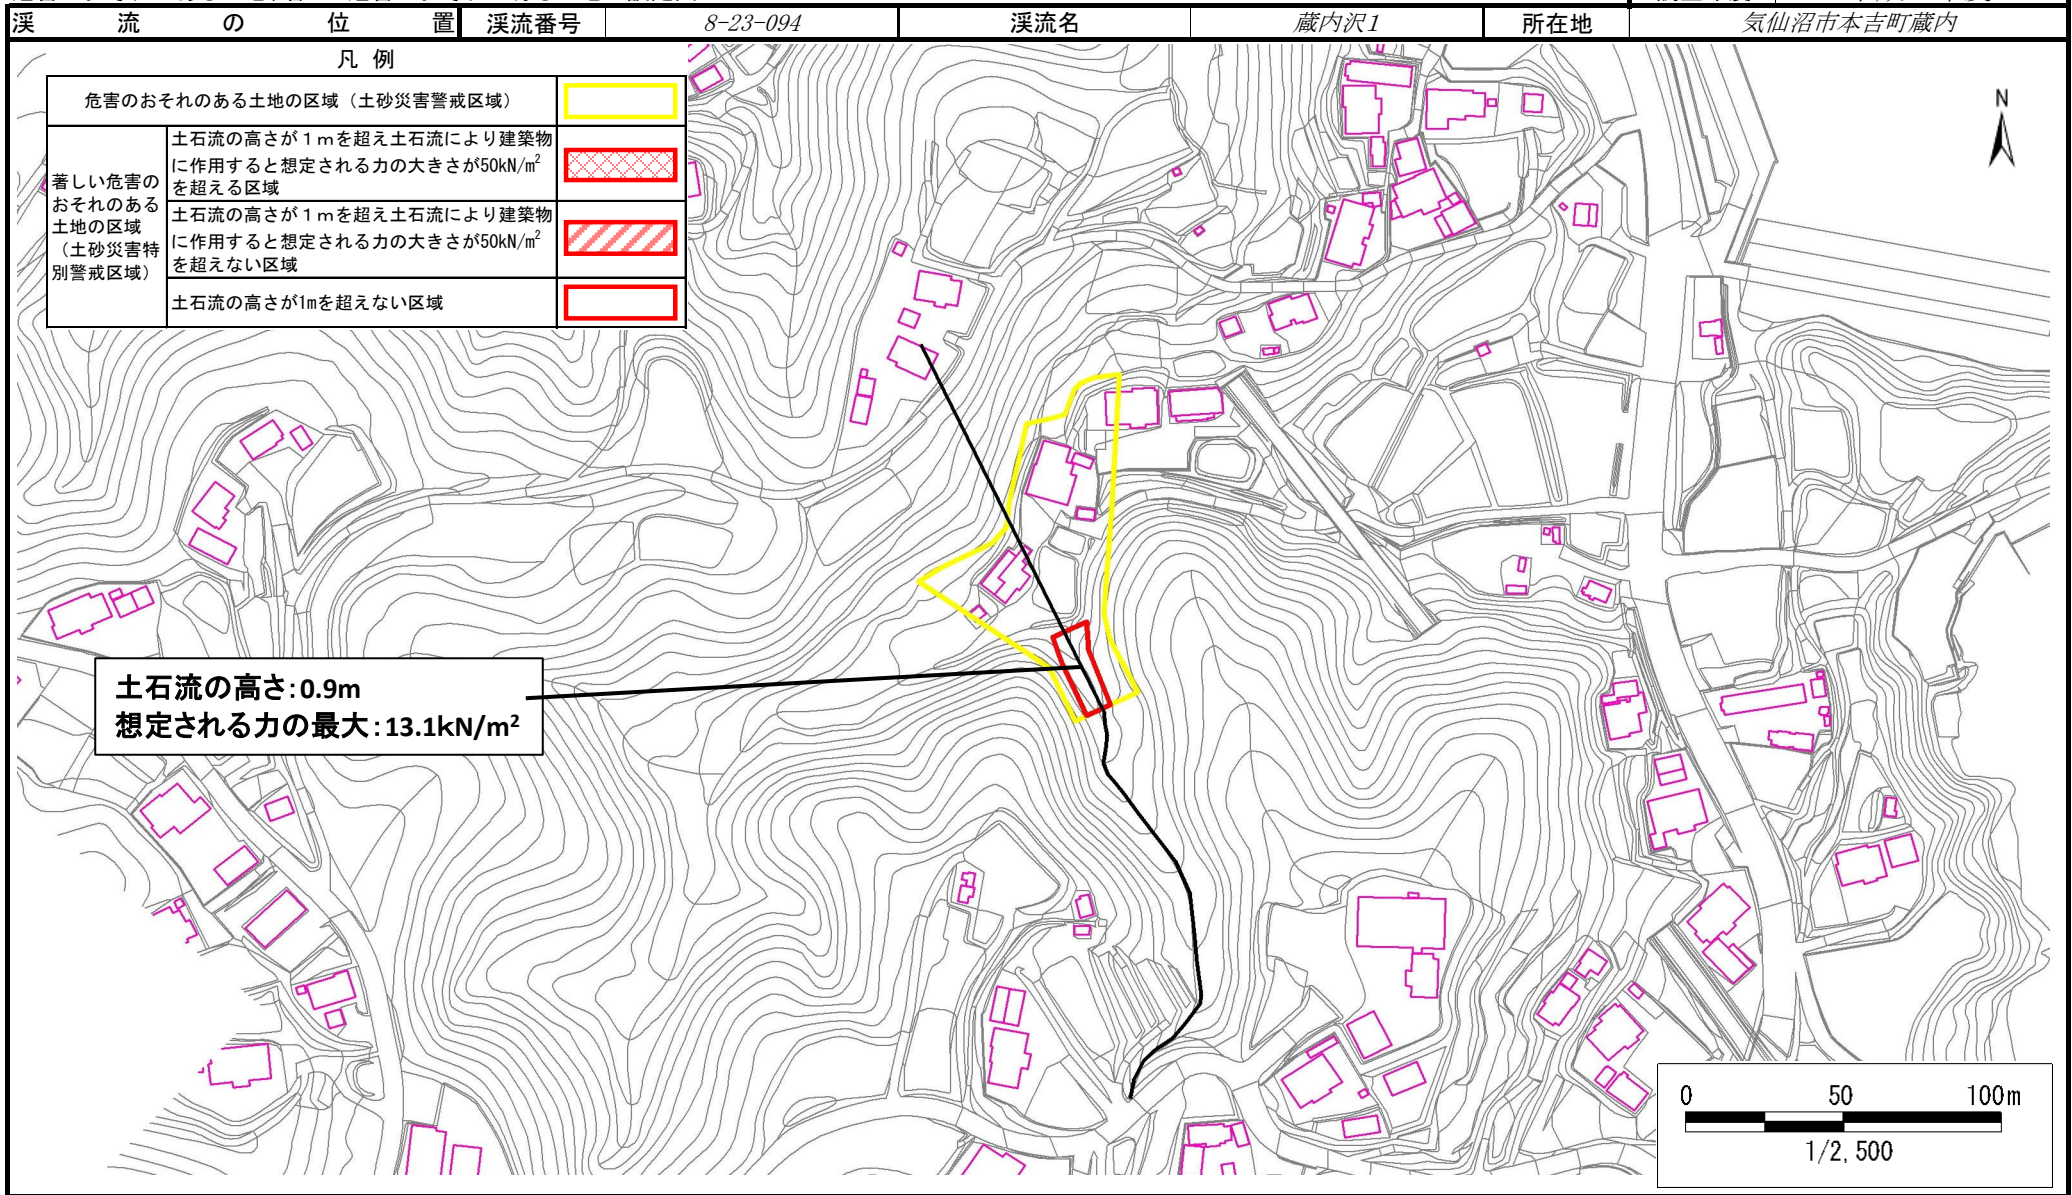 渓流の位置 渓流番号 8-23-094 渓流名 蔵内沢1 所在地 気仙沼市本吉町蔵内
凡 例
危害のおそれのある土地の区域（土砂災害警戒区域）
著しい危害の
おそれのある
土地の区域
（土砂災害特
別警戒区域）
土石流の高さが１ｍを超え土石流により建築物
に作用すると想定される力の大きさが50kN/㎡
を超える区域
土石流の高さが１ｍを超え土石流により建築物
に作用すると想定される力の大きさが50kN/㎡
を超えない区域
土石流の高さが1mを超えない区域
N
土石流の高さ:0.9m
想定される力の最大:13.1kN/m²
0 50 100m
1/2,500